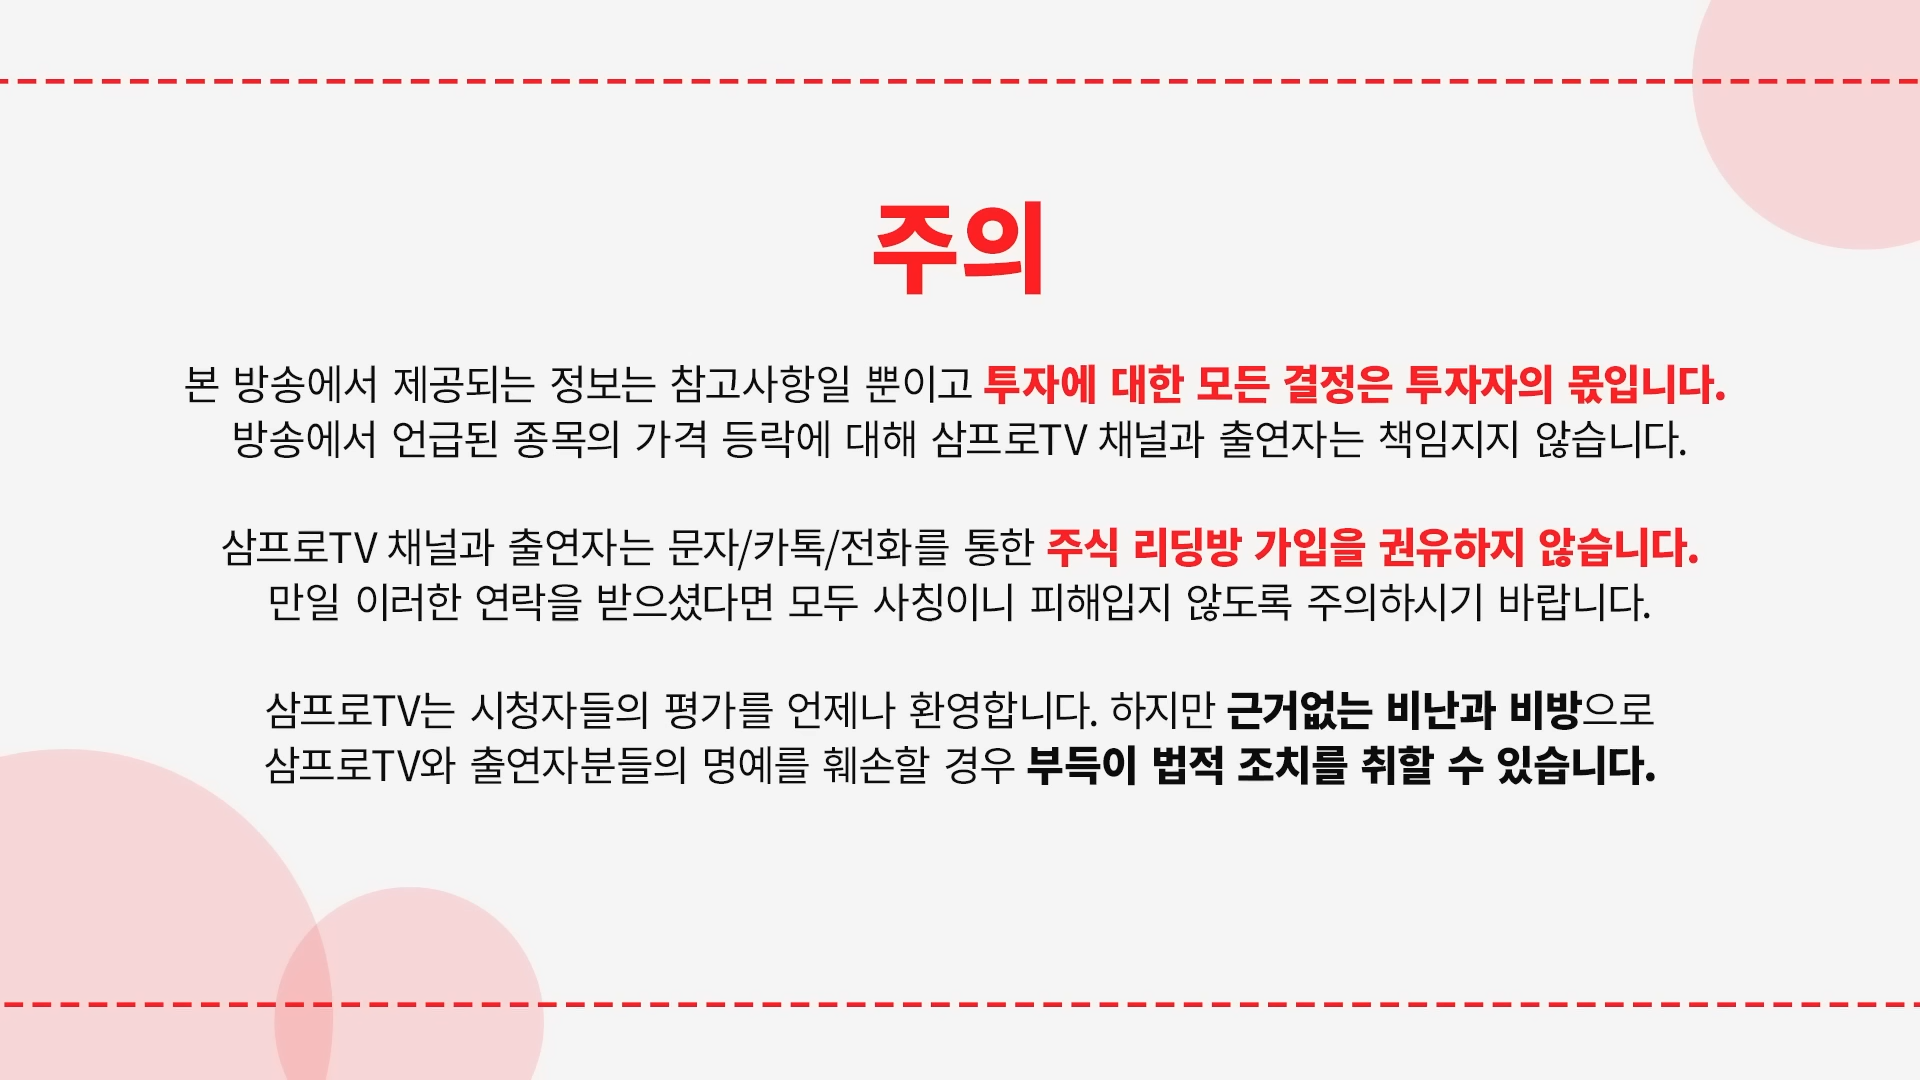 주의
본 방송에서 제공되는 정보는 참고사항일 뿐이고 투자에 대한 모든 결정은 투자자의 몫입니다.
방송에서 언급된 종목의 가격 등락에 대해 삼프로TV 채널과 출연자는 책임지지 않습니다.
삼프로TV 채널과 출연자는 문자/카톡/전화를 통한 주식 리딩방 가입을 권유하지 않습니다.
만일 이러한 연락을 받으셨다면 모두 사칭이니 피해입지 않도록 주의하시기 바랍니다.
삼프로TV는 시청자들의 평가를 언제나 환영합니다. 하지만 근거없는 비난과 비방으로
삼프로TV와 출연자분들의 명예를 훼손할 경우 부득이 법적 조치를 취할 수 있습니다.